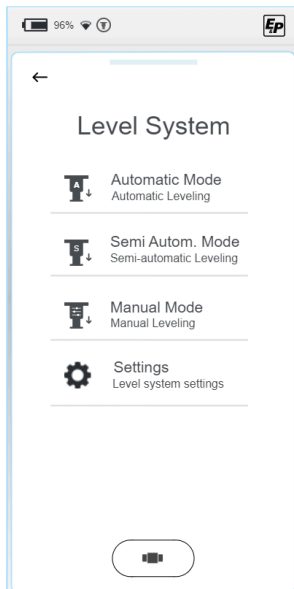 96%
EP
Level System
A
Automatic Mode
Automatic Leveling
S
Semi Autom. Mode
Semi-automatic Leveling
Manual Mode
Manual Leveling
Settings
Level system settings